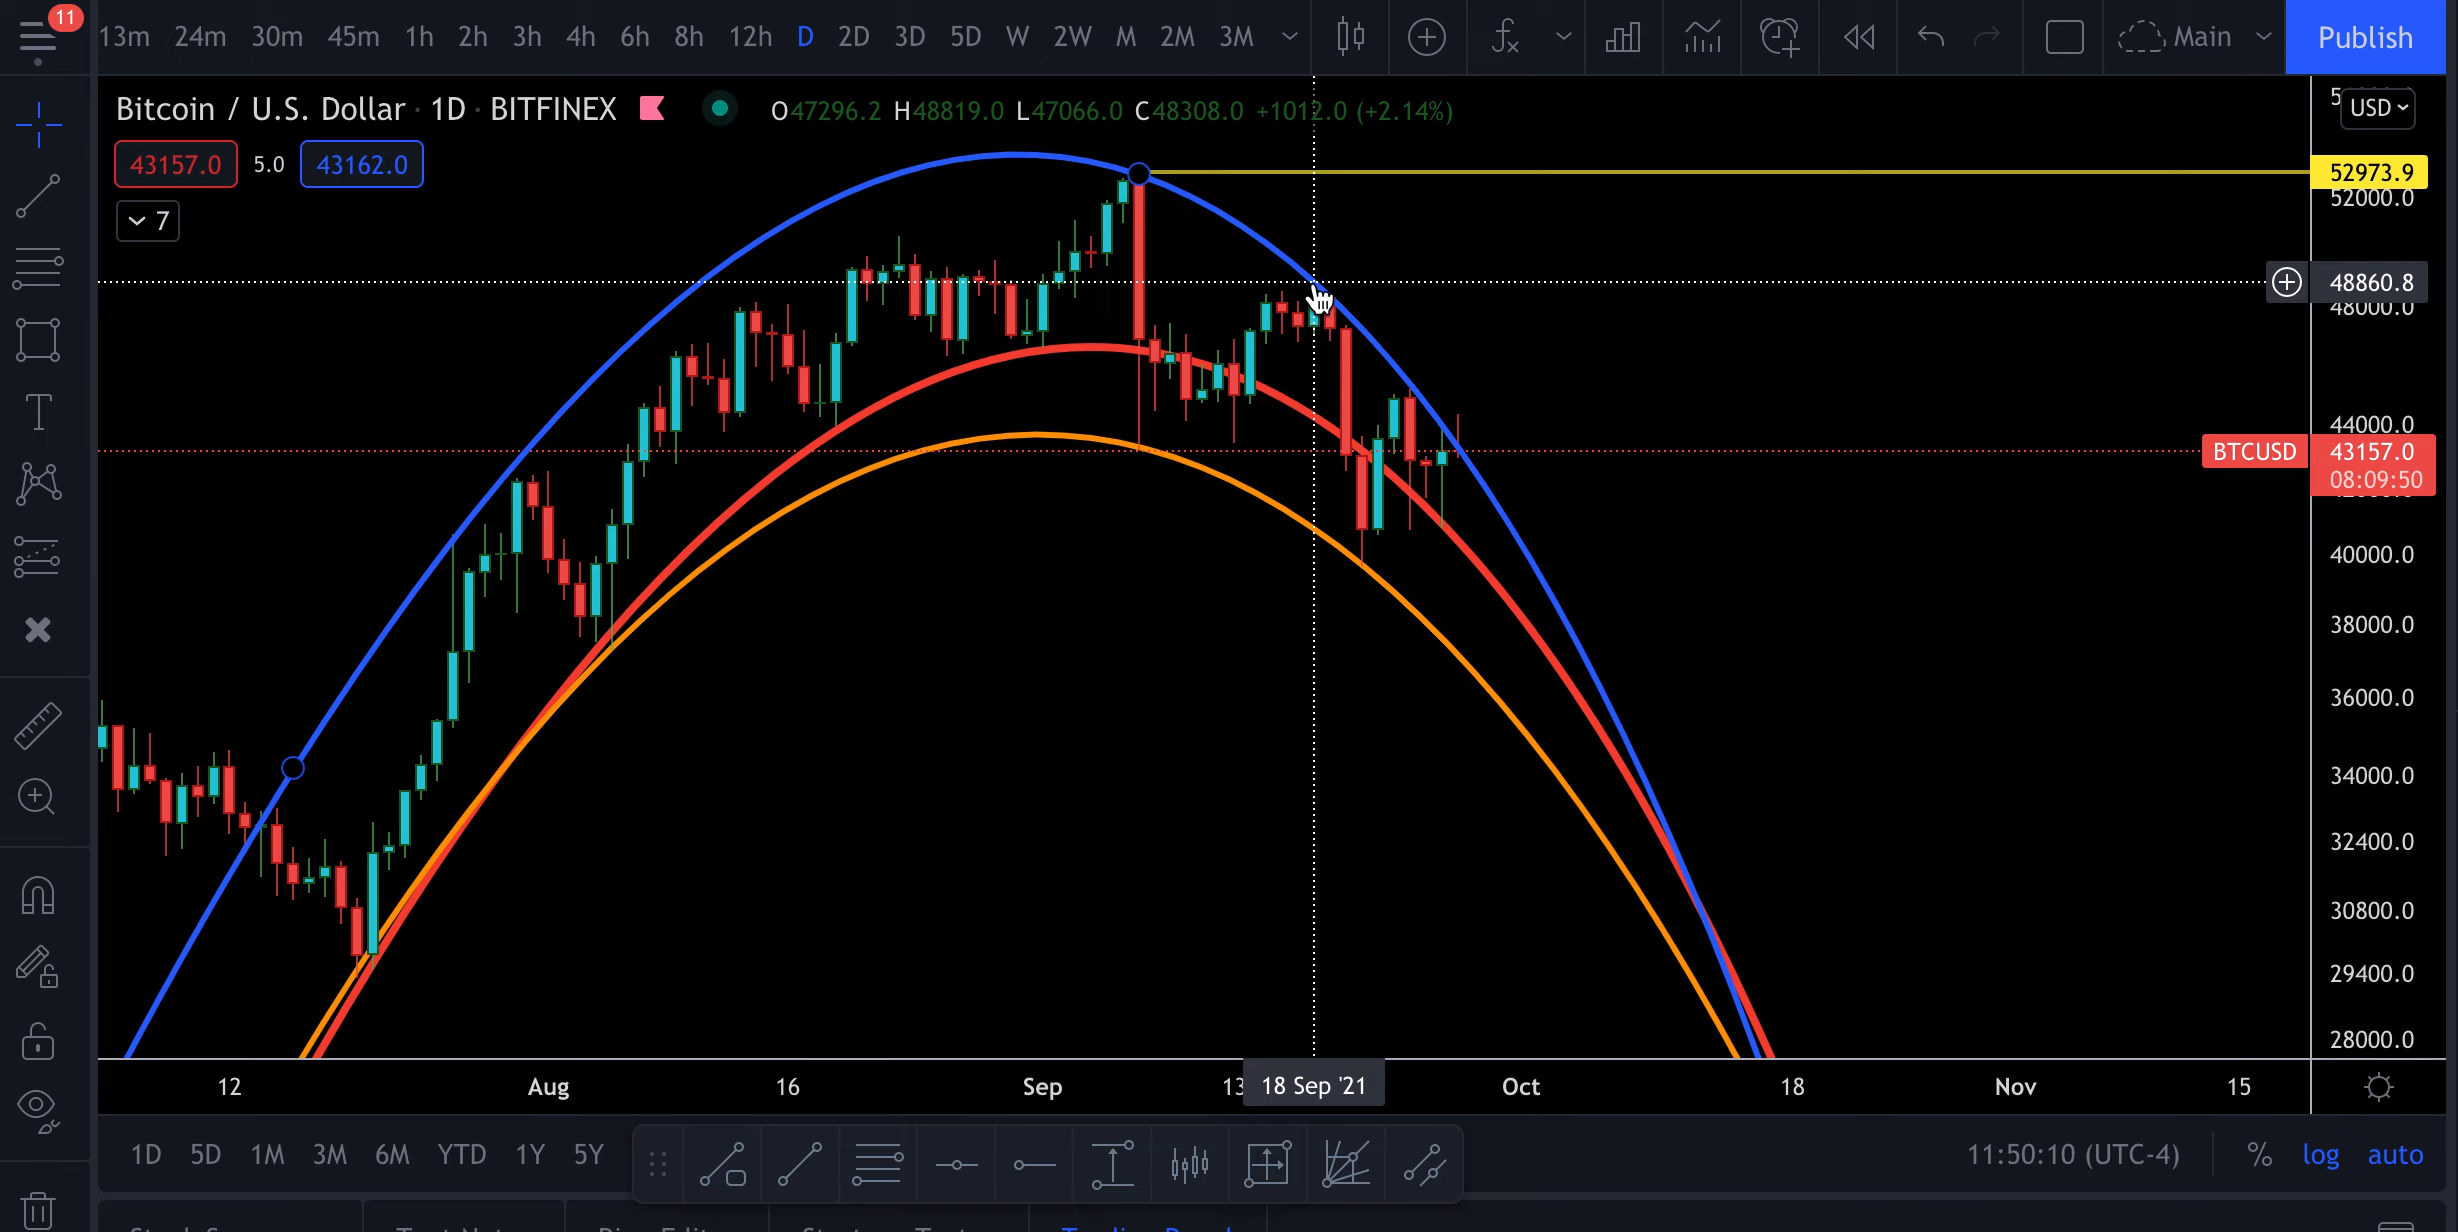 11
13m 24m 30m 45m 1h 2h 3h 4h 6h 8h 12h D 2D 3D 5D W 2W M 2M 3M
Main
Publish
Bitcoin / U.S. Dollar · 1D · BITFINEX
O47296.2 H48819.0 L47066.0 C48308.0 +1012.0 (+2.14%)
43157.0 5.0 43162.0
7
USD
52973.9
52000.0
48860.8
48000.0
44000.0
BTCUSD 43157.0
08:09:50
40000.0
38000.0
36000.0
34000.0
32400.0
30800.0
29400.0
28000.0
12 Aug 16 Sep 13 18 Sep '21 Oct 18 Nov 15
1D 5D 1M 3M 6M YTD 1Y 5Y
11:50:10 (UTC-4) % log auto